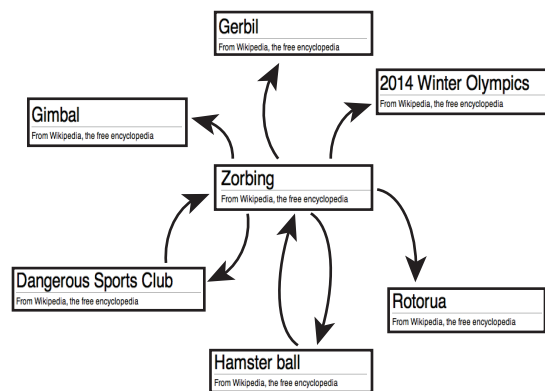 Gerbil
From Wikipedia, the free encyclopedia
2014 Winter Olympics
From Wikipedia, the free encyclopedia
Gimbal
From Wikipedia, the free encyclopedia
Zorbing
From Wikipedia, the free encyclopedia
Dangerous Sports Club
From Wikipedia, the free encyclopedia
Rotorua
From Wikipedia, the free encyclopedia
Hamster ball
From Wikipedia, the free encyclopedia